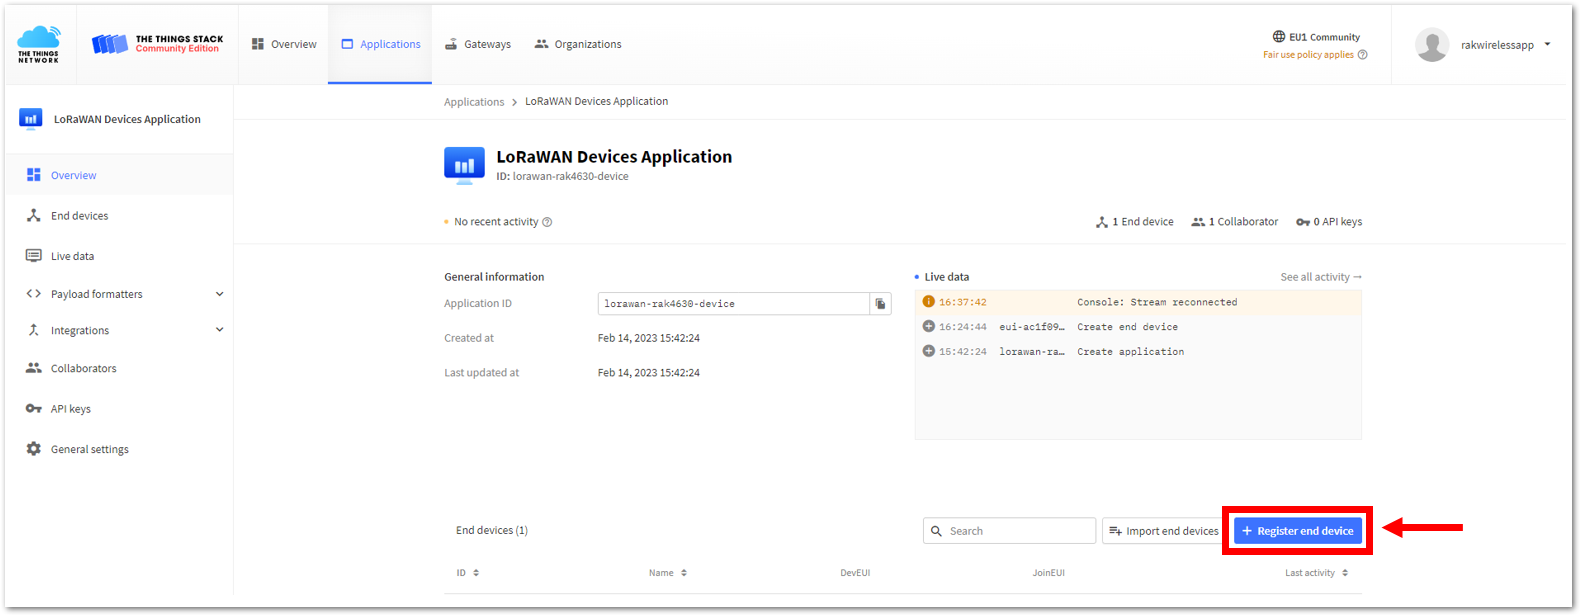 THE THINGS
NETWORK
THE THINGS STACK
Community Edition
Overview
Applications
Gateways
Organizations
EU1 Community
Fair use policy applies
rakwirelessapp
LoRaWAN Devices Application
Overview
End devices
Live data
Payload formatters
Integrations
Collaborators
API keys
General settings
Applications > LoRaWAN Devices Application
LoRaWAN Devices Application
ID: lorawan-rak4630-device
No recent activity
1 End device
1 Collaborator
0 API keys
General information
Application ID lorawan-rak4630-device
Created at Feb 14, 2023 15:42:24
Last updated at Feb 14, 2023 15:42:24
Live data
See all activity →
16:37:42 Console: Stream reconnected
16:24:44 eui-ac1f09… Create end device
15:42:24 lorawan-ra… Create application
End devices (1)
Search
Import end devices
+ Register end device
ID Name DevEUI JoinEUI Last activity